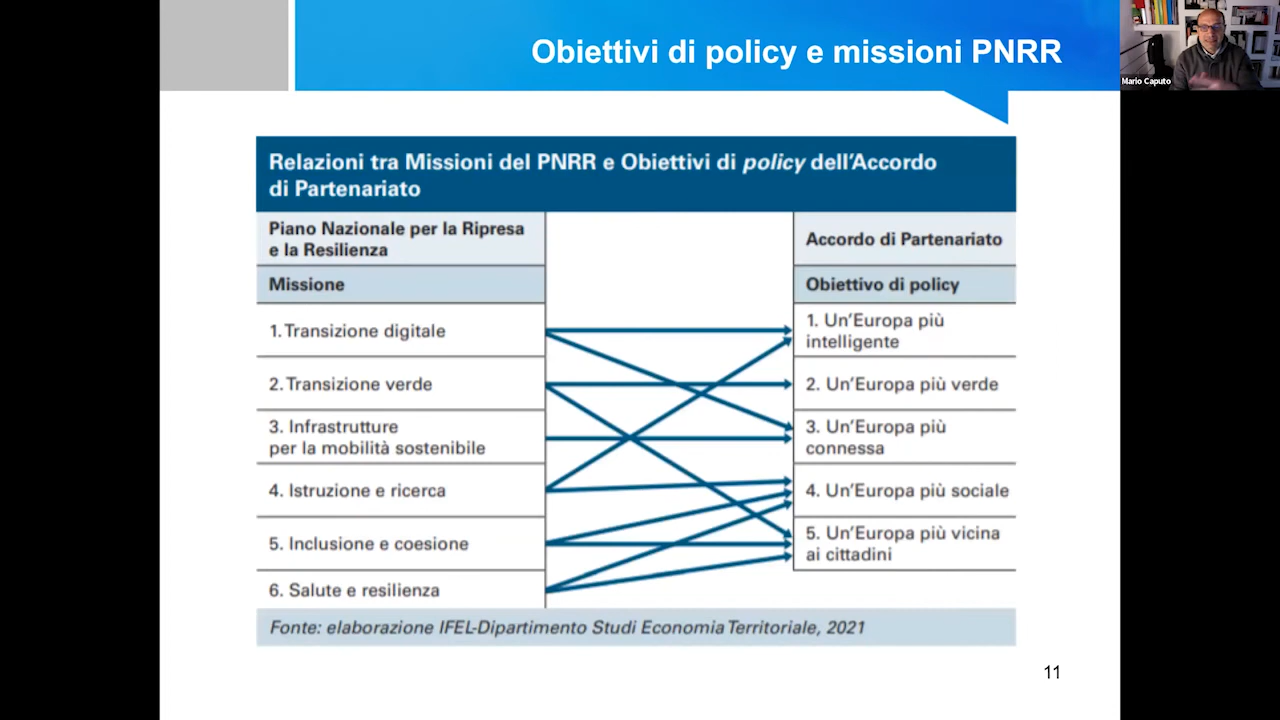 Obiettivi di policy e missioni PNRR
Mario Caputo
Relazioni tra Missioni del PNRR e Obiettivi di policy dell'Accordo
di Partenariato
Piano Nazionale per la Ripresa
e la Resilienza
Accordo di Partenariato
Missione
Obiettivo di policy
1. Transizione digitale
1. Un'Europa più
intelligente
2. Transizione verde
2. Un'Europa più verde
3. Infrastrutture
per la mobilità sostenibile
3. Un'Europa più
connessa
4. Istruzione e ricerca
4. Un'Europa più sociale
5. Inclusione e coesione
5. Un'Europa più vicina
ai cittadini
6. Salute e resilienza
Fonte: elaborazione IFEL-Dipartimento Studi Economia Territoriale, 2021
11